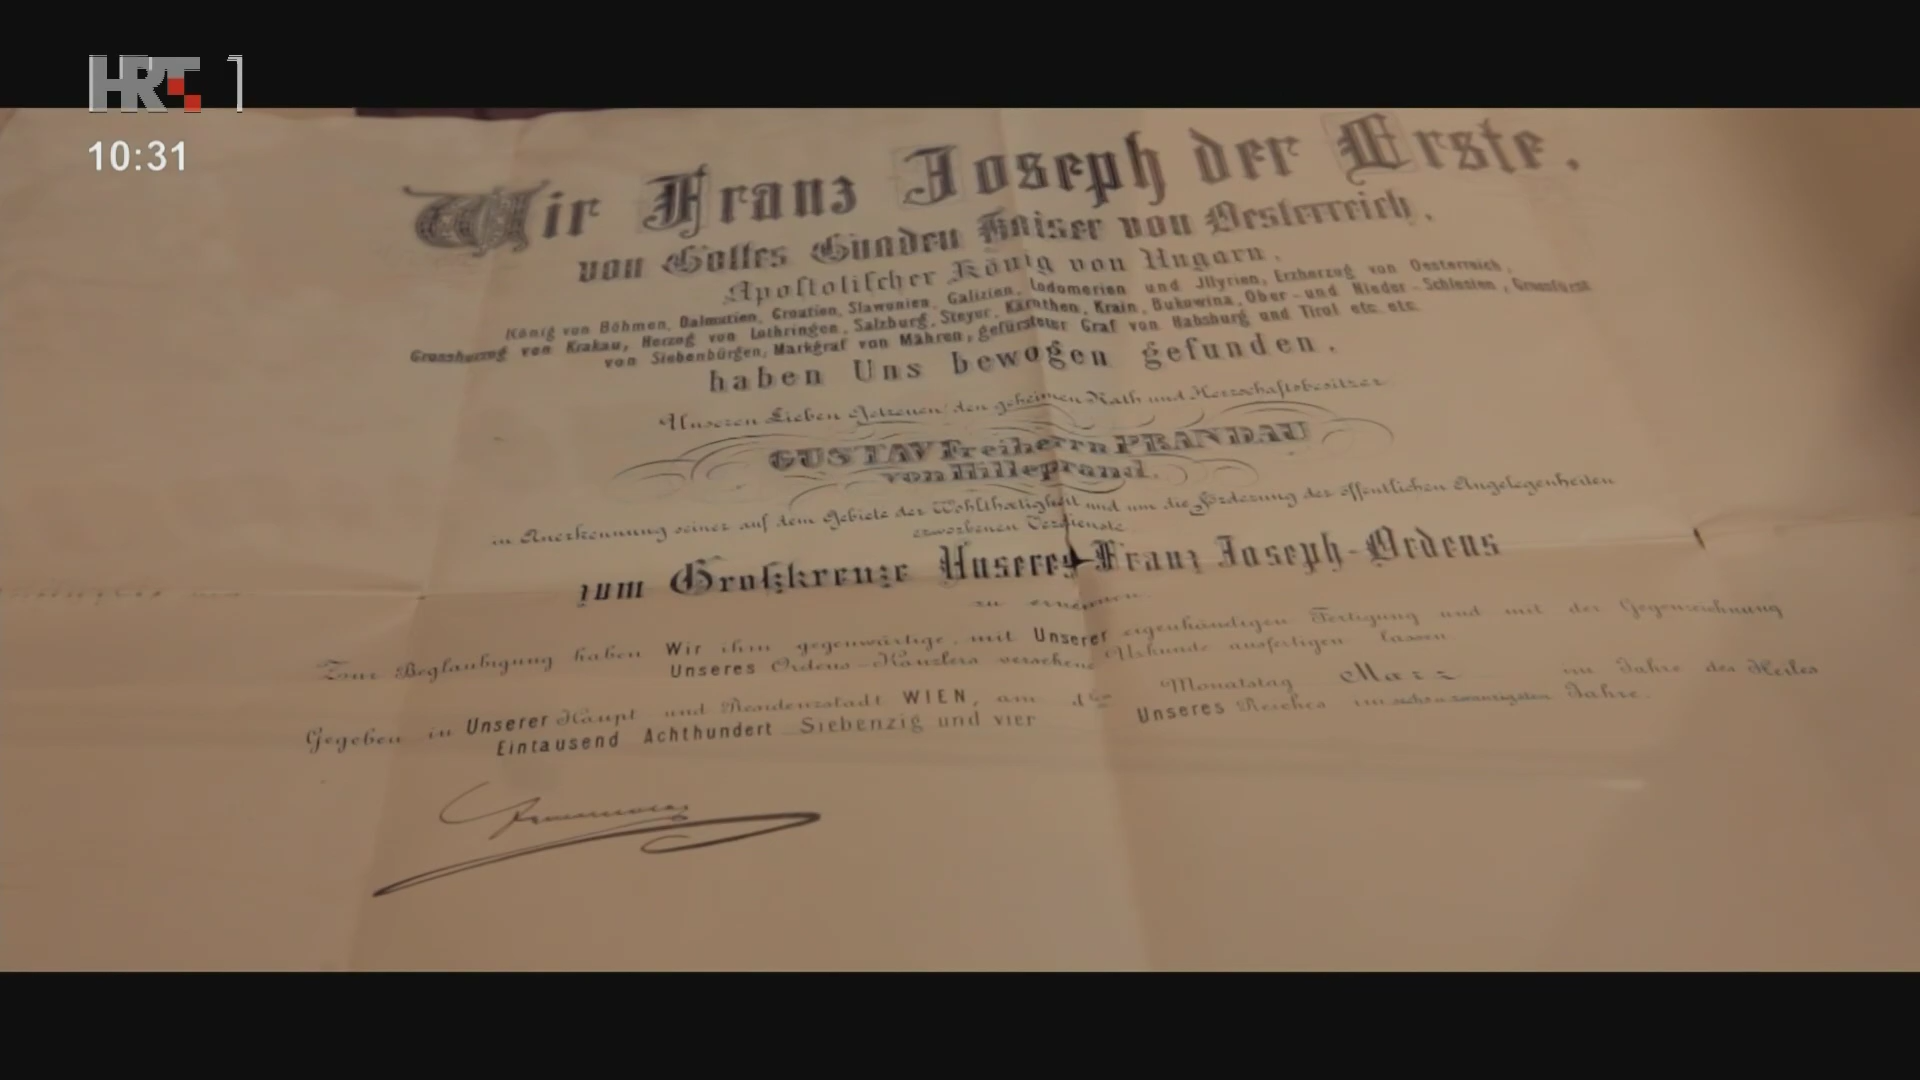 HRT 1
10:31
Wir Franz Joseph der Erste,
von Gottes Gnaden Kaiser von Oesterreich,
Apostolischer König von Ungarn,
König von Böhmen, Dalmatien, Croatien, Slawonien, Galizien, Lodomerien und Illyrien, Erzherzog von Oesterreich,
Grossherzog von Krakau, Herzog von Lothringen, Salzburg, Steyer, Kärnthen, Krain, Bukowina, Ober- und Nieder-Schlesien, Grossfürst
von Siebenbürgen, Markgraf von Mähren, gefürsteter Graf von Habsburg und Tirol etc. etc.
haben Uns bewogen gefunden,
Unseren Lieben Getreuen, den geheimen Rath und Herrschaftsbesitzer
GUSTAV Freiherrn PRANDAU
von Hilleprand,
in Anerkennung seiner auf dem Gebiete der Wohlthätigkeit und um die Förderung der öffentlichen Angelegenheiten
erworbenen Verdienste
zum Großkreuze Unseres Franz Joseph-Ordens
zu ernennen.
Zur Beglaubigung haben Wir ihm gegenwärtige, mit Unserer eigenhändigen Fertigung und mit der Gegenzeichnung
Unseres Ordens-Kanzlers versehene Urkunde ausfertigen lassen.
Gegeben in Unserer Haupt und Residenzstadt WIEN, am Monatstag März im Jahre des Heiles
Eintausend Achthundert Siebenzig und vier Unseres Reiches im sechsundzwanzigsten Jahre.